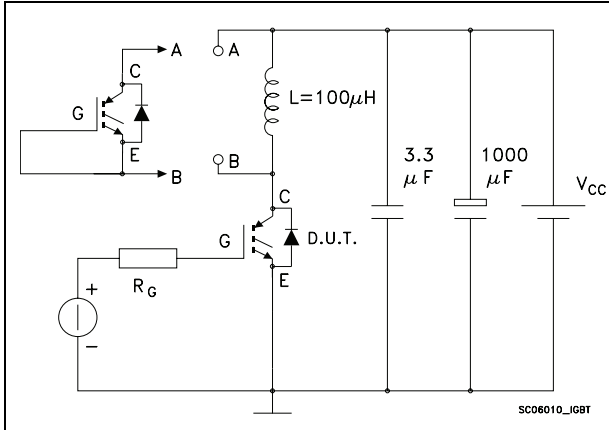 A
A
C
G
L=100μH
E
B
B
3.3
μF
1000
μF
VCC
C
G
D.U.T.
E
RG
+
−
SC06010_IGBT